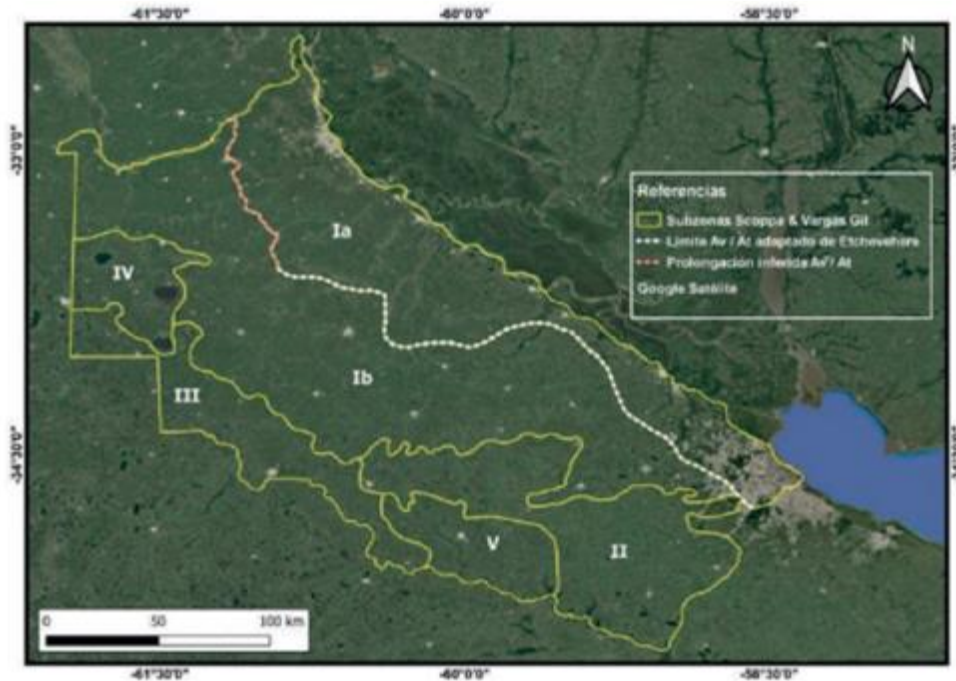 -61°30'0" -60°0'0" -58°30'0"
N
-33°0'0"
Referencias
Subzonas Scoppa & Vargas Gil
Límite Av / At adaptado de Etchevehere
Prolongación inferida Av / At
Google Satélite
Ia
IV
Ib
III
-34°30'0"
V
II
0 50 100 km
-61°30'0" -60°0'0" -58°30'0"